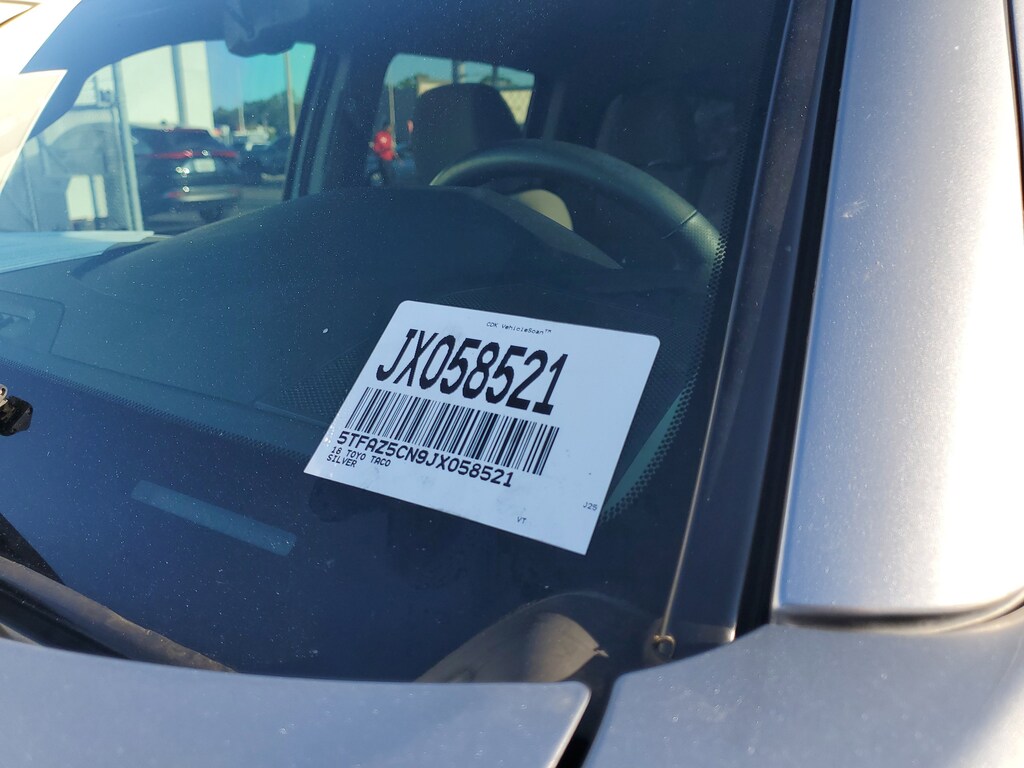 CDK VehicleScan™
JX058521
5TFAZ5CN9JX058521
18 TOYO TACO
SILVER
J25
VT